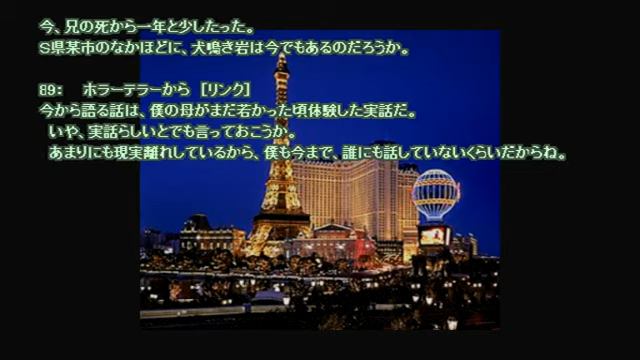 今、兄の死から一年と少したった。
S県某市のなかほどに、犬鳴き岩は今でもあるのだろうか。
89:　ホラーテラーから　[リンク]
今から語る話は、僕の母がまだ若かった頃体験した実話だ。
いや、実話らしいとでも言っておこうか。
あまりにも現実離れしているから、僕も今まで、誰にも話していないくらいだからね。